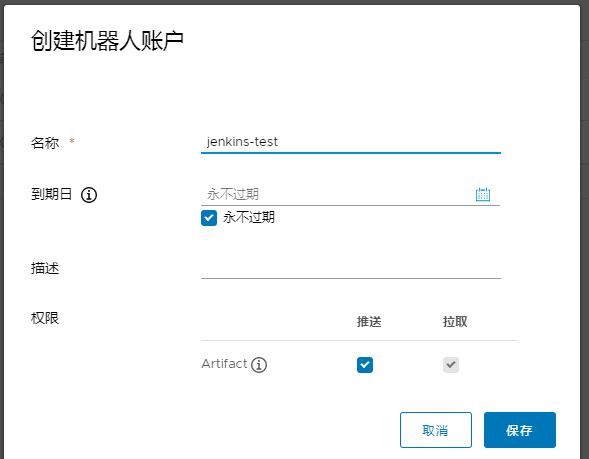 创建机器人账户
名称 * jenkins-test
到期日 永不过期
永不过期
描述
权限 推送 拉取
Artifact
取消 保存